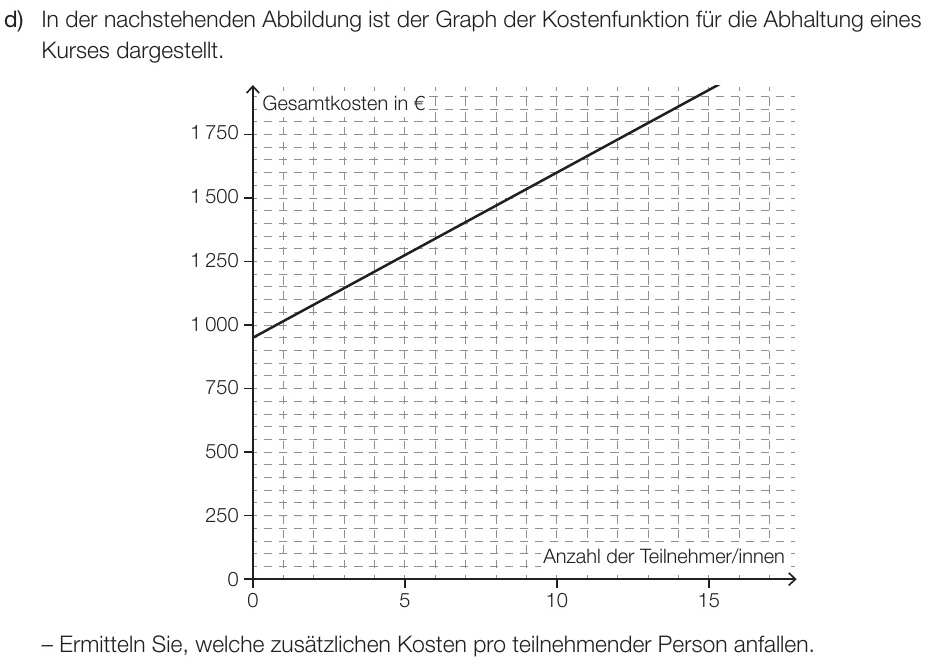 d) In der nachstehenden Abbildung ist der Graph der Kostenfunktion für die Abhaltung eines
Kurses dargestellt.
Gesamtkosten in €
1 750
1 500
1 250
1 000
750
500
250
0
Anzahl der Teilnehmer/innen
0 5 10 15
– Ermitteln Sie, welche zusätzlichen Kosten pro teilnehmender Person anfallen.